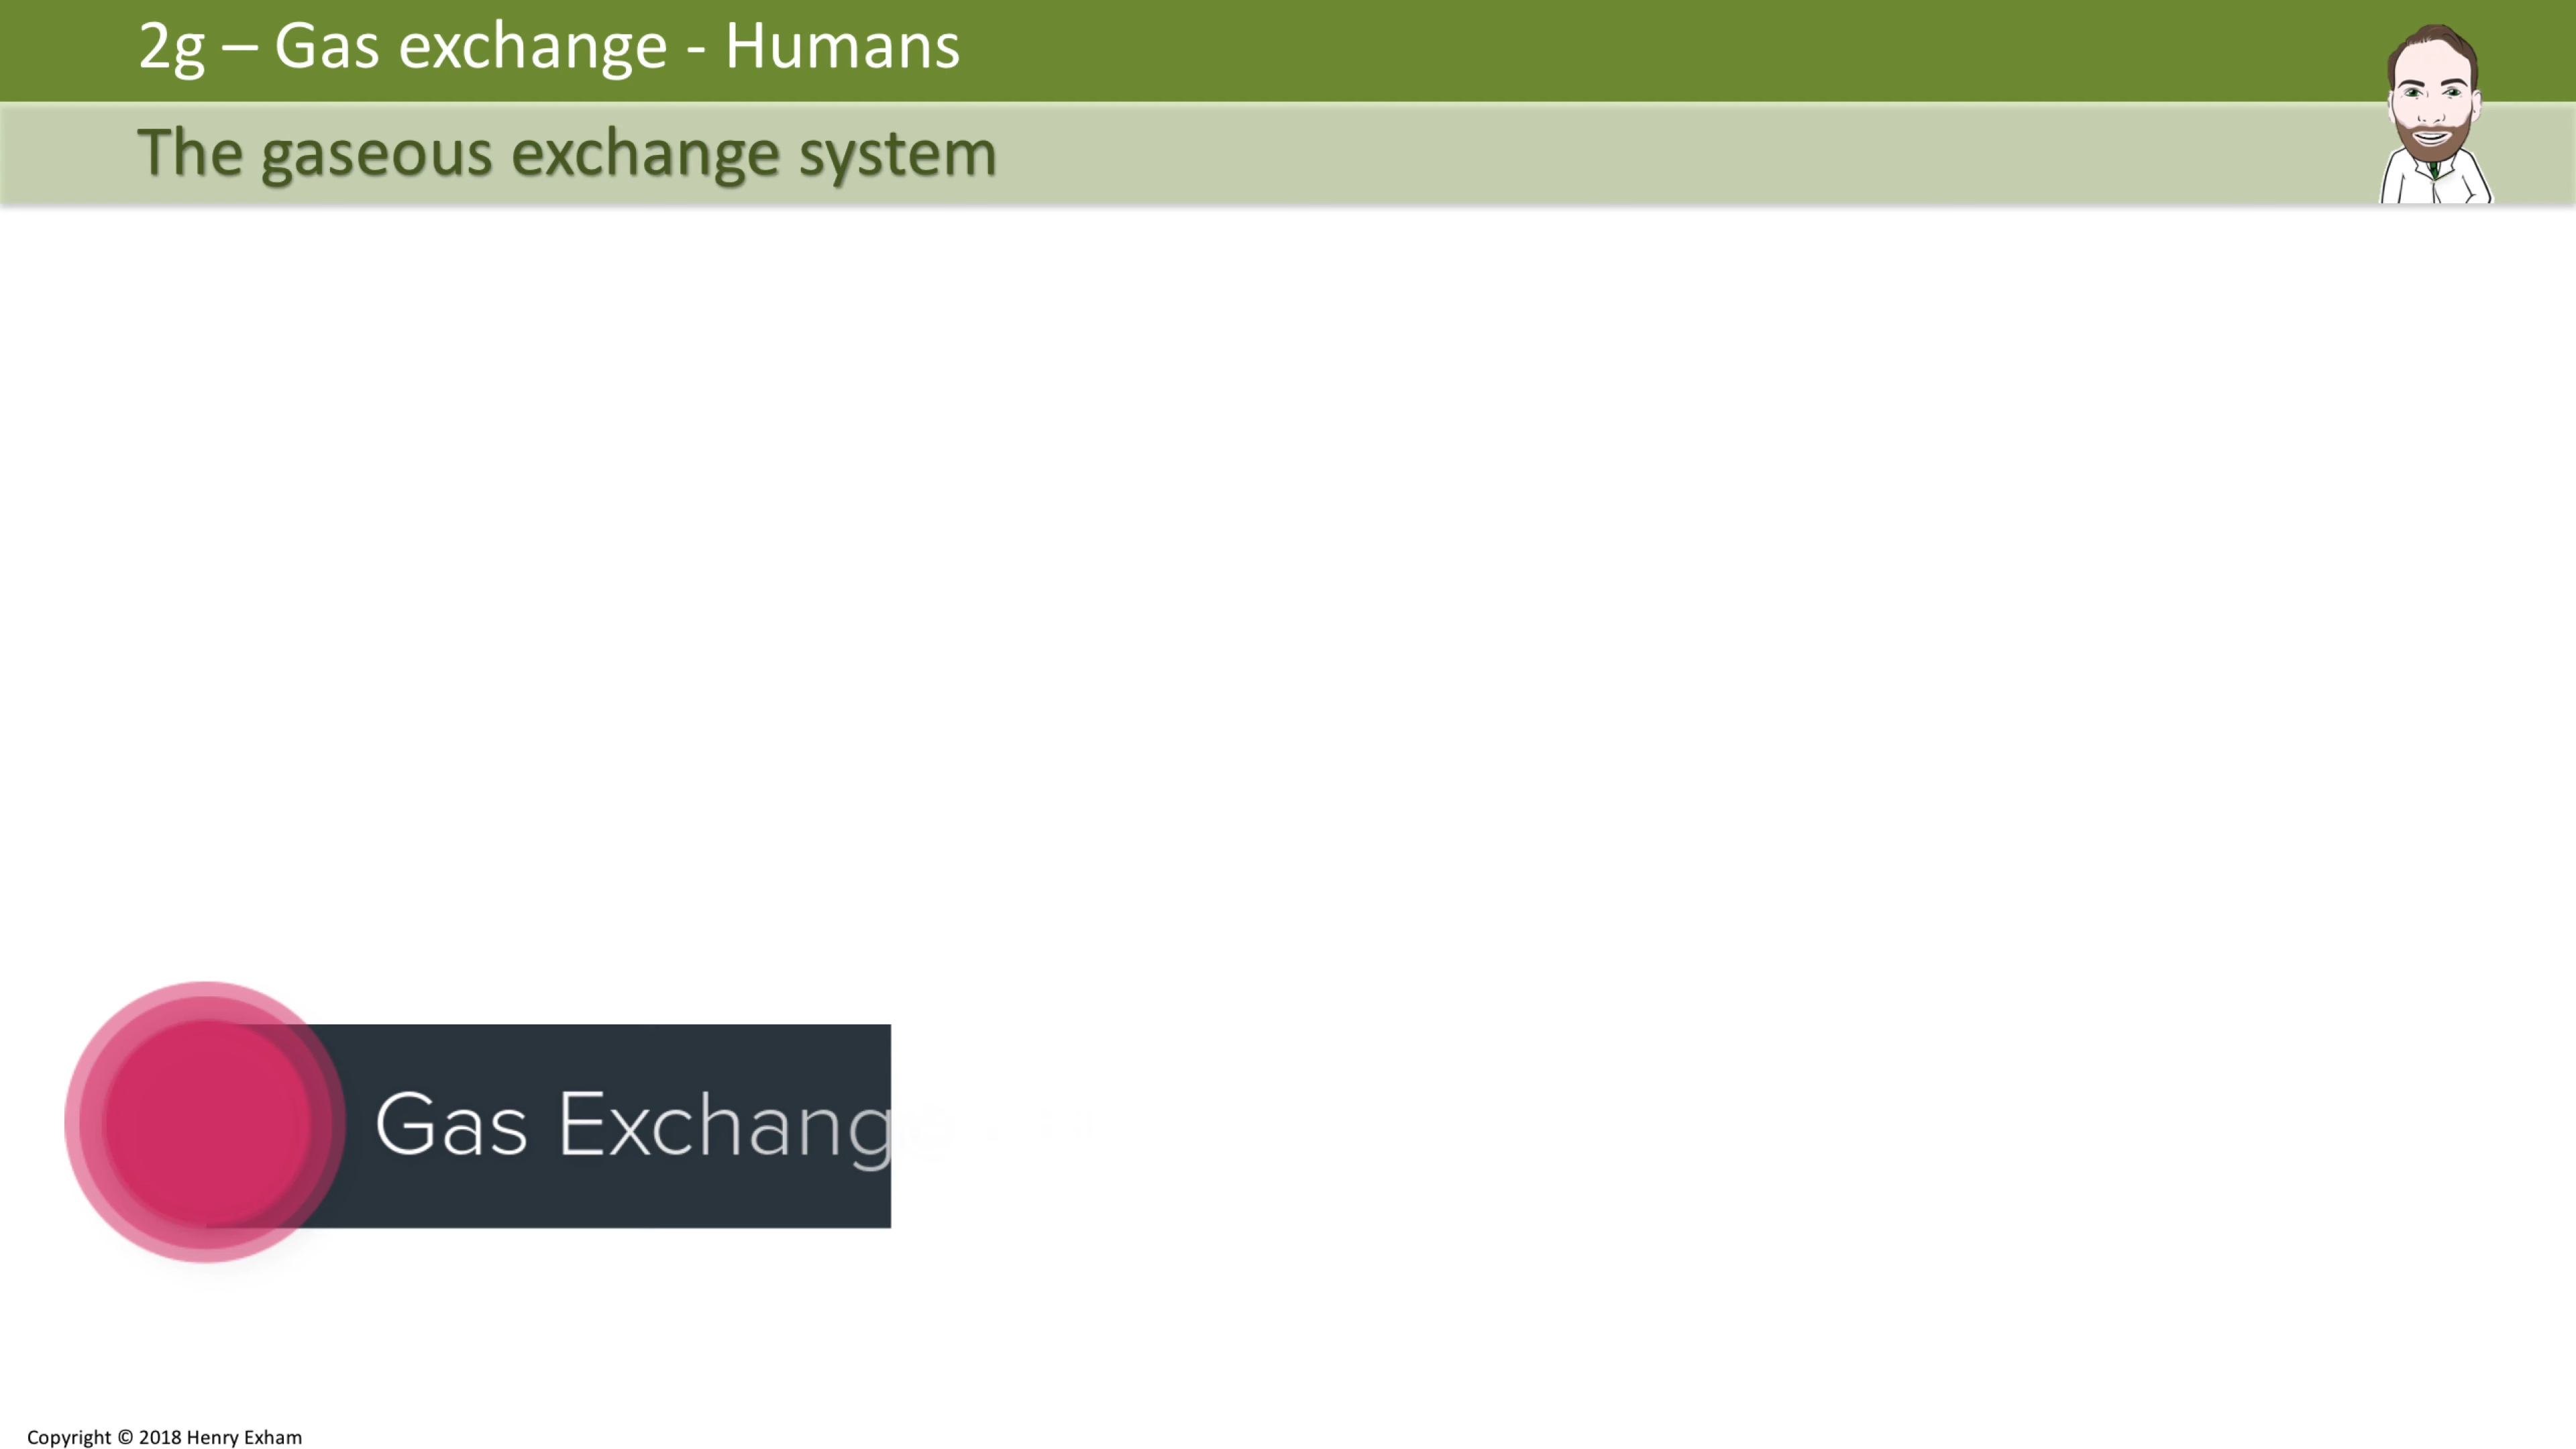 2g – Gas exchange - Humans
The gaseous exchange system
Gas Exchang
Copyright © 2018 Henry Exham